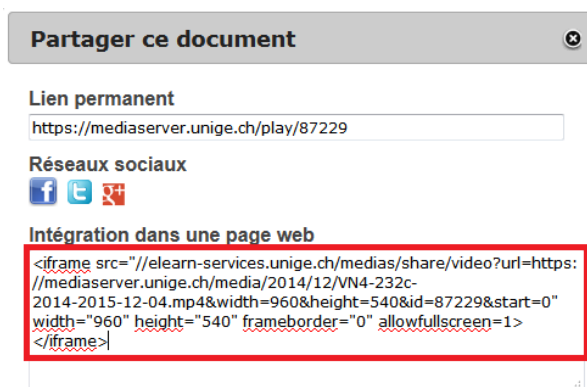 Partager ce document
Lien permanent
https://mediaserver.unige.ch/play/87229
Réseaux sociaux
Intégration dans une page web
<iframe src="//elearn-services.unige.ch/medias/share/video?url=https:
//mediaserver.unige.ch/media/2014/12/VN4-232c-
2014-2015-12-04.mp4&width=960&height=540&id=87229&start=0"
width="960" height="540" frameborder="0" allowfullscreen=1>
</iframe>